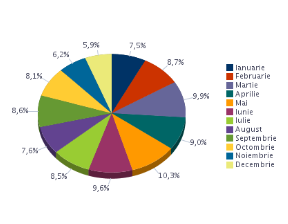 5,9%
7,5%
6,2%
8,7%
8,1%
9,9%
8,6%
9,0%
7,6%
10,3%
8,5%
9,6%
Ianuarie
Februarie
Martie
Aprilie
Mai
Iunie
Iulie
August
Septembrie
Octombrie
Noiembrie
Decembrie